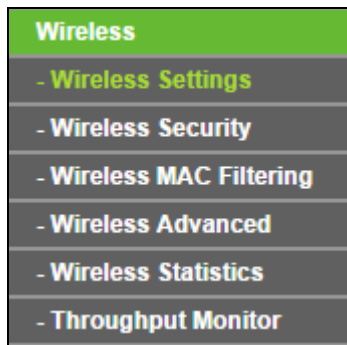 Wireless
- Wireless Settings
- Wireless Security
- Wireless MAC Filtering
- Wireless Advanced
- Wireless Statistics
- Throughput Monitor